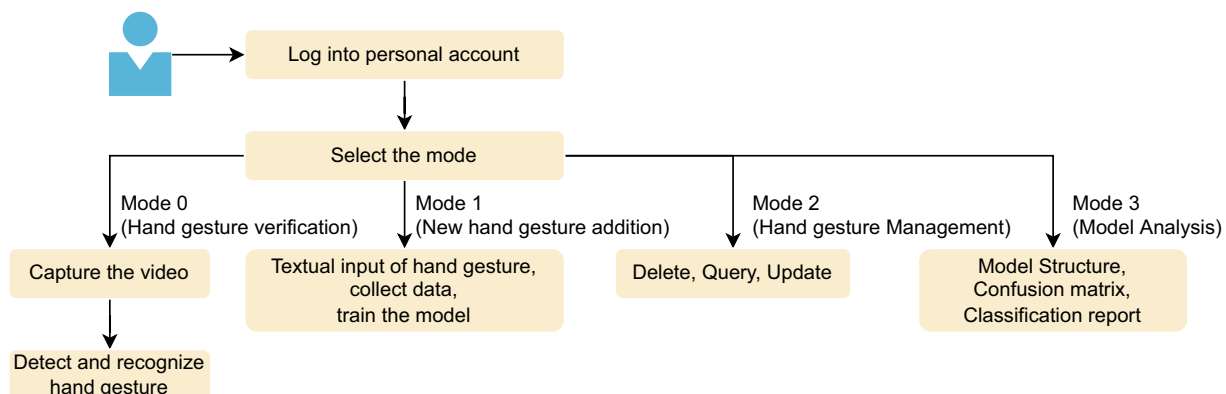 Log into personal account
Select the mode
Mode 0
(Hand gesture verification)
Mode 1
(New hand gesture addition)
Mode 2
(Hand gesture Management)
Mode 3
(Model Analysis)
Capture the video
Textual input of hand gesture,
collect data,
train the model
Delete, Query, Update
Model Structure,
Confusion matrix,
Classification report
Detect and recognize
hand gesture